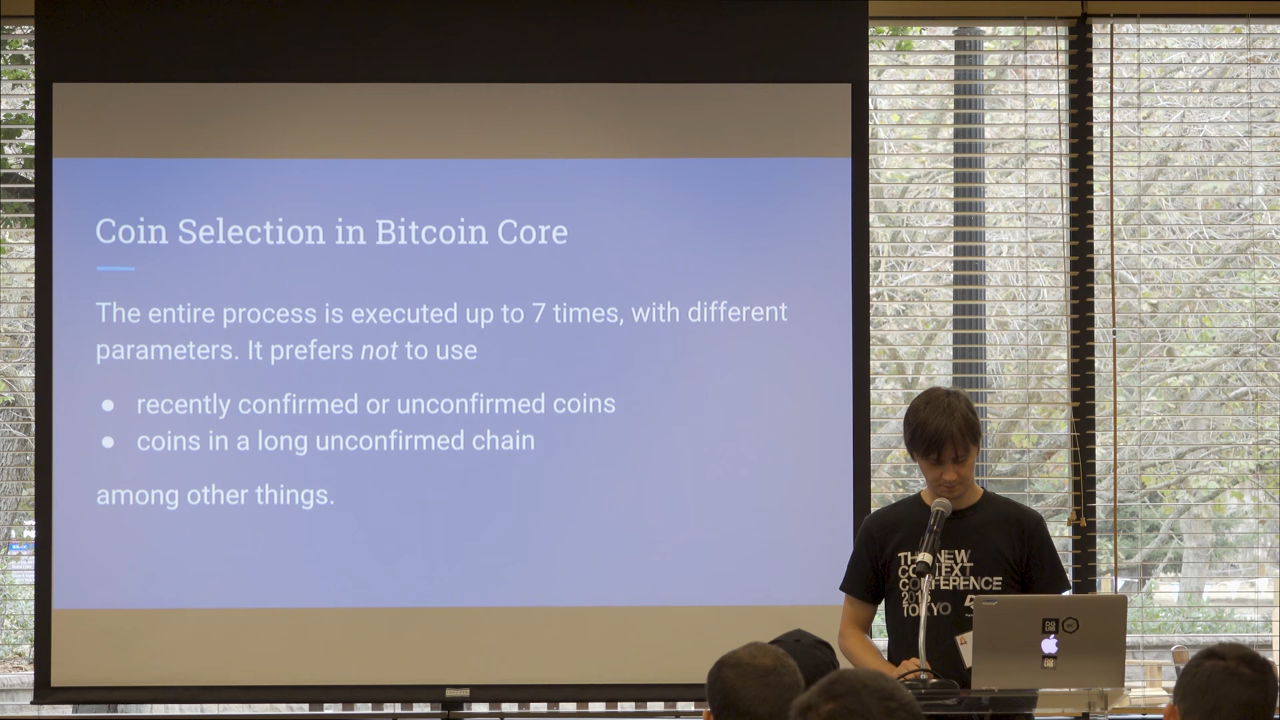 Coin Selection in Bitcoin Core
The entire process is executed up to 7 times, with different
parameters. It prefers not to use
● recently confirmed or unconfirmed coins
● coins in a long unconfirmed chain
among other things.
THE NEW
CONTEXT
CONFERENCE
TOKYO